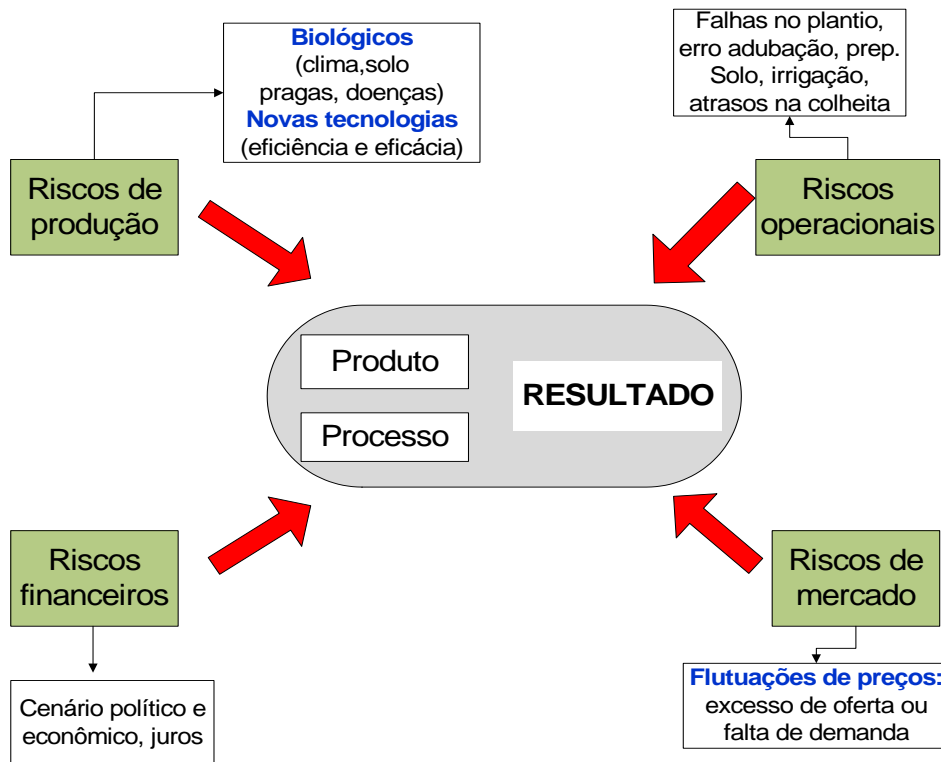 Biológicos
(clima,solo
pragas, doenças)
Novas tecnologias
(eficiência e eficácia)
Falhas no plantio,
erro adubação, prep.
Solo, irrigação,
atrasos na colheita
Riscos de
produção
Riscos
operacionais
Produto
Processo
RESULTADO
Riscos
financeiros
Riscos de
mercado
Cenário político e
econômico, juros
Flutuações de preços:
excesso de oferta ou
falta de demanda